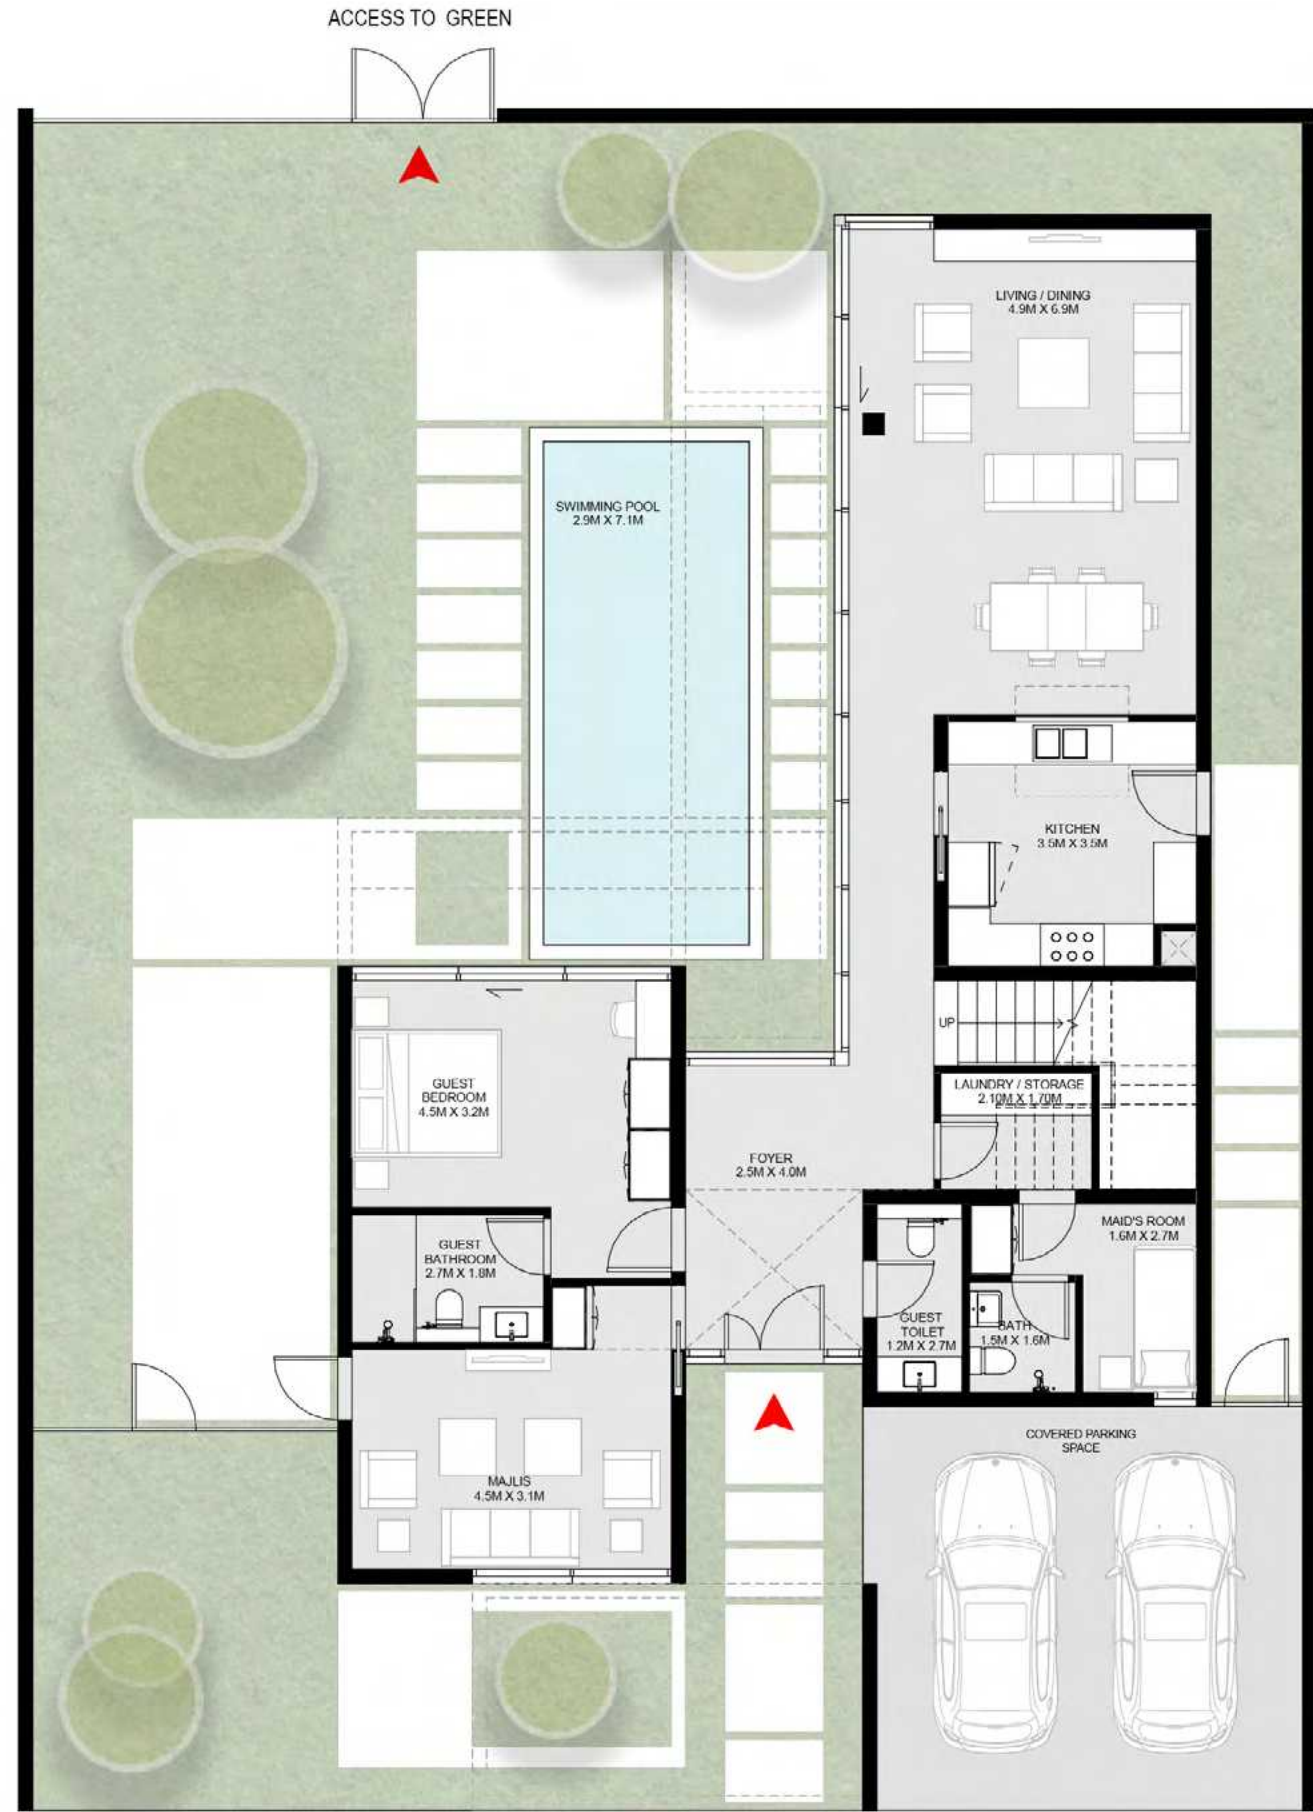 ACCESS TO GREEN
LIVING / DINING
4.9M X 6.9M
SWIMMING POOL
2.9M X 7.1M
KITCHEN
3.5M X 3.5M
UP
GUEST
BEDROOM
4.5M X 3.2M
LAUNDRY / STORAGE
2.10M X 1.70M
FOYER
2.5M X 4.0M
MAID'S ROOM
1.6M X 2.7M
GUEST
BATHROOM
2.7M X 1.8M
GUEST
TOILET
1.2M X 2.7M
BATH
1.5M X 1.6M
COVERED PARKING
SPACE
MAJLIS
4.5M X 3.1M